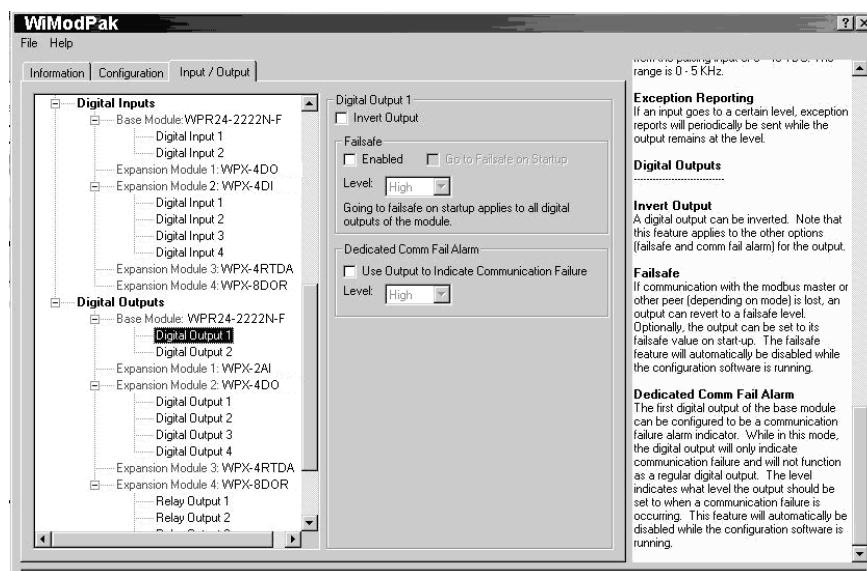 WiModPak
File Help
Information Configuration Input / Output
Digital Inputs
Base Module:WPR24-2222N-F
Digital Input 1
Digital Input 2
Expansion Module 1: WPX-4DO
Expansion Module 2: WPX-4DI
Digital Input 1
Digital Input 2
Digital Input 3
Digital Input 4
Expansion Module 3: WPX-4RTDA
Expansion Module 4: WPX-8DOR
Digital Outputs
Base Module: WPR24-2222N-F
Digital Output 1
Digital Output 2
Expansion Module 1: WPX-2AI
Expansion Module 2: WPX-4DO
Digital Output 1
Digital Output 2
Digital Output 3
Digital Output 4
Expansion Module 3: WPX-4RTDA
Expansion Module 4: WPX-8DOR
Relay Output 1
Relay Output 2
Digital Output 1
Invert Output
Failsafe
Enabled Go to Failsafe on Startup
Level: High
Going to failsafe on startup applies to all digital
outputs of the module.
Dedicated Comm Fail Alarm
Use Output to Indicate Communication Failure
Level: High
range is 0 - 5 KHz.
Exception Reporting
If an input goes to a certain level, exception
reports will periodically be sent while the
output remains at the level.
Digital Outputs
------------------------
Invert Output
A digital output can be inverted. Note that
this feature applies to the other options
(failsafe and comm fail alarm) for the output.
Failsafe
If communication with the modbus master or
other peer (depending on mode) is lost, an
output can revert to a failsafe level.
Optionally, the output can be set to its
failsafe value on start-up. The failsafe
feature will automatically be disabled while
the configuration software is running.
Dedicated Comm Fail Alarm
The first digital output of the base module
can be configured to be a communication
failure alarm indicator. While in this mode,
the digital output will only indicate
communication failure and will not function
as a regular digital output. The level
indicates what level the output should be
set to when a communication failure is
occurring. This feature will automatically be
disabled while the configuration software is
running.